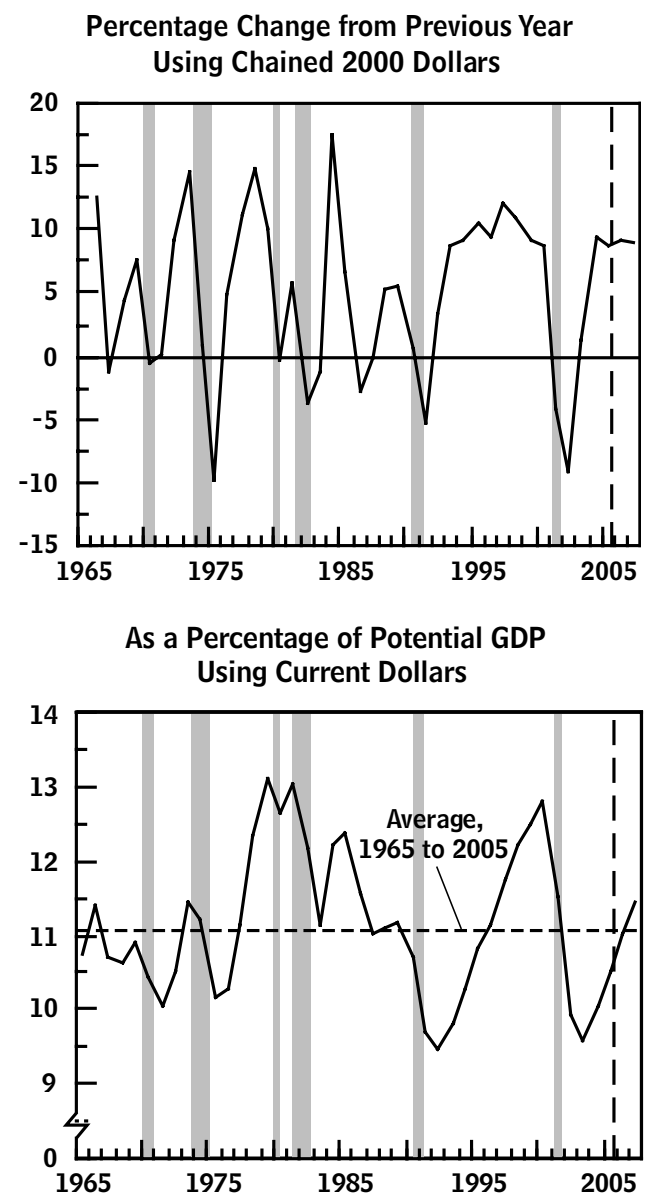 Percentage Change from Previous Year
Using Chained 2000 Dollars
20
15
10
5
0
-5
-10
-15
1965 1975 1985 1995 2005
As a Percentage of Potential GDP
Using Current Dollars
14
13
12
11
10
9
0
Average,
1965 to 2005
1965 1975 1985 1995 2005